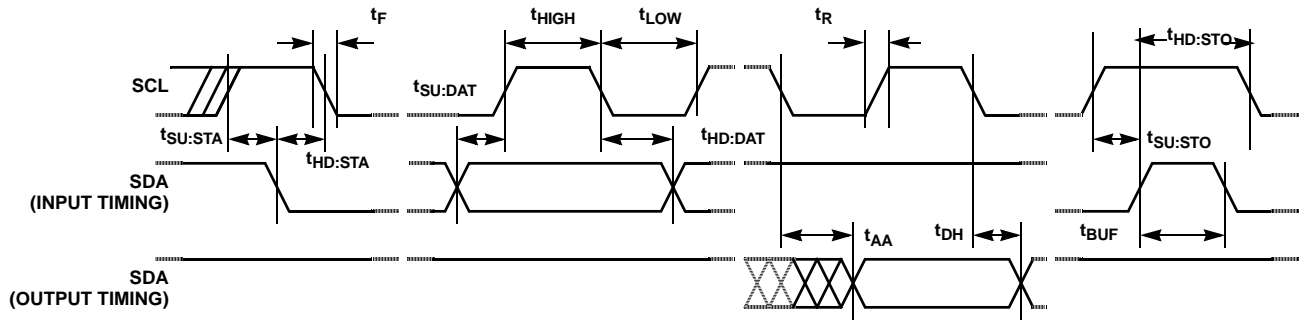 tF
tHIGH
tLOW
tR
tHD:STO
SCL
tSU:DAT
tSU:STA
tHD:STA
tHD:DAT
tSU:STO
SDA
(INPUT TIMING)
tAA
tDH
tBUF
SDA
(OUTPUT TIMING)